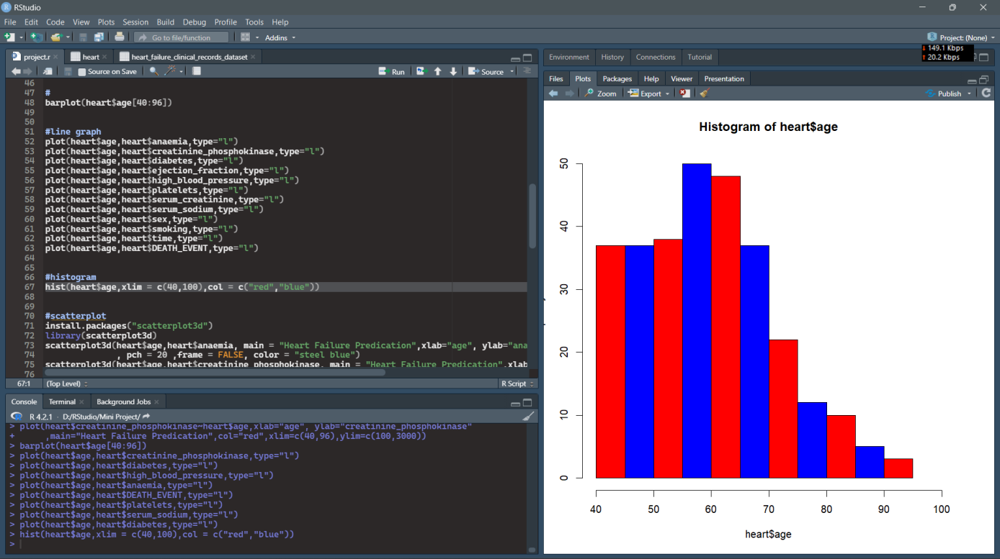 RStudio
File Edit Code View Plots Session Build Debug Profile Tools Help
Go to file/function Addins Project: (None)
149.1 Kbps
20.2 Kbps
project.r heart heart_failure_clinical_records_dataset
Source on Save Run Source
46
47 #
48 barplot(heart$age[40:96])
49
50
51 #line graph
52 plot(heart$age,heart$anaemia,type="l")
53 plot(heart$age,heart$creatinine_phosphokinase,type="l")
54 plot(heart$age,heart$diabetes,type="l")
55 plot(heart$age,heart$ejection_fraction,type="l")
56 plot(heart$age,heart$high_blood_pressure,type="l")
57 plot(heart$age,heart$platelets,type="l")
58 plot(heart$age,heart$serum_creatinine,type="l")
59 plot(heart$age,heart$serum_sodium,type="l")
60 plot(heart$age,heart$sex,type="l")
61 plot(heart$age,heart$smoking,type="l")
62 plot(heart$age,heart$time,type="l")
63 plot(heart$age,heart$DEATH_EVENT,type="l")
64
65
66 #histogram
67 hist(heart$age,xlim = c(40,100),col = c("red","blue"))
68
69
70 #scatterplot
71 install.packages("scatterplot3d")
72 library(scatterplot3d)
73 scatterplot3d(heart$age,heart$anaemia, main = "Heart Failure Predication",xlab="age", ylab="ana
74 , pch = 20 ,frame = FALSE, color = "steel blue")
75 scatterplot3d(heart$age,heart$creatinine_phosphokinase, main = "Heart Failure Predication",xlab
76
67:1 (Top Level) R Script
Console Terminal Background Jobs
R 4.2.1 · D:/RStudio/Mini Project/
> plot(heart$creatinine_phosphokinase~heart$age,xlab="age", ylab="creatinine_phosphokinase"
+ ,main="Heart Failure Predication",col="red",xlim=c(40,96),ylim=c(100,3000))
> barplot(heart$age[40:96])
> plot(heart$age,heart$creatinine_phosphokinase,type="l")
> plot(heart$age,heart$diabetes,type="l")
> plot(heart$age,heart$high_blood_pressure,type="l")
> plot(heart$age,heart$anaemia,type="l")
> plot(heart$age,heart$DEATH_EVENT,type="l")
> plot(heart$age,heart$platelets,type="l")
> plot(heart$age,heart$serum_sodium,type="l")
> plot(heart$age,heart$diabetes,type="l")
> hist(heart$age,xlim = c(40,100),col = c("red","blue"))
>
Environment History Connections Tutorial
Files Plots Packages Help Viewer Presentation
Zoom Export Publish
Histogram of heart$age
50
40
30
20
10
0
40 50 60 70 80 90 100
heart$age